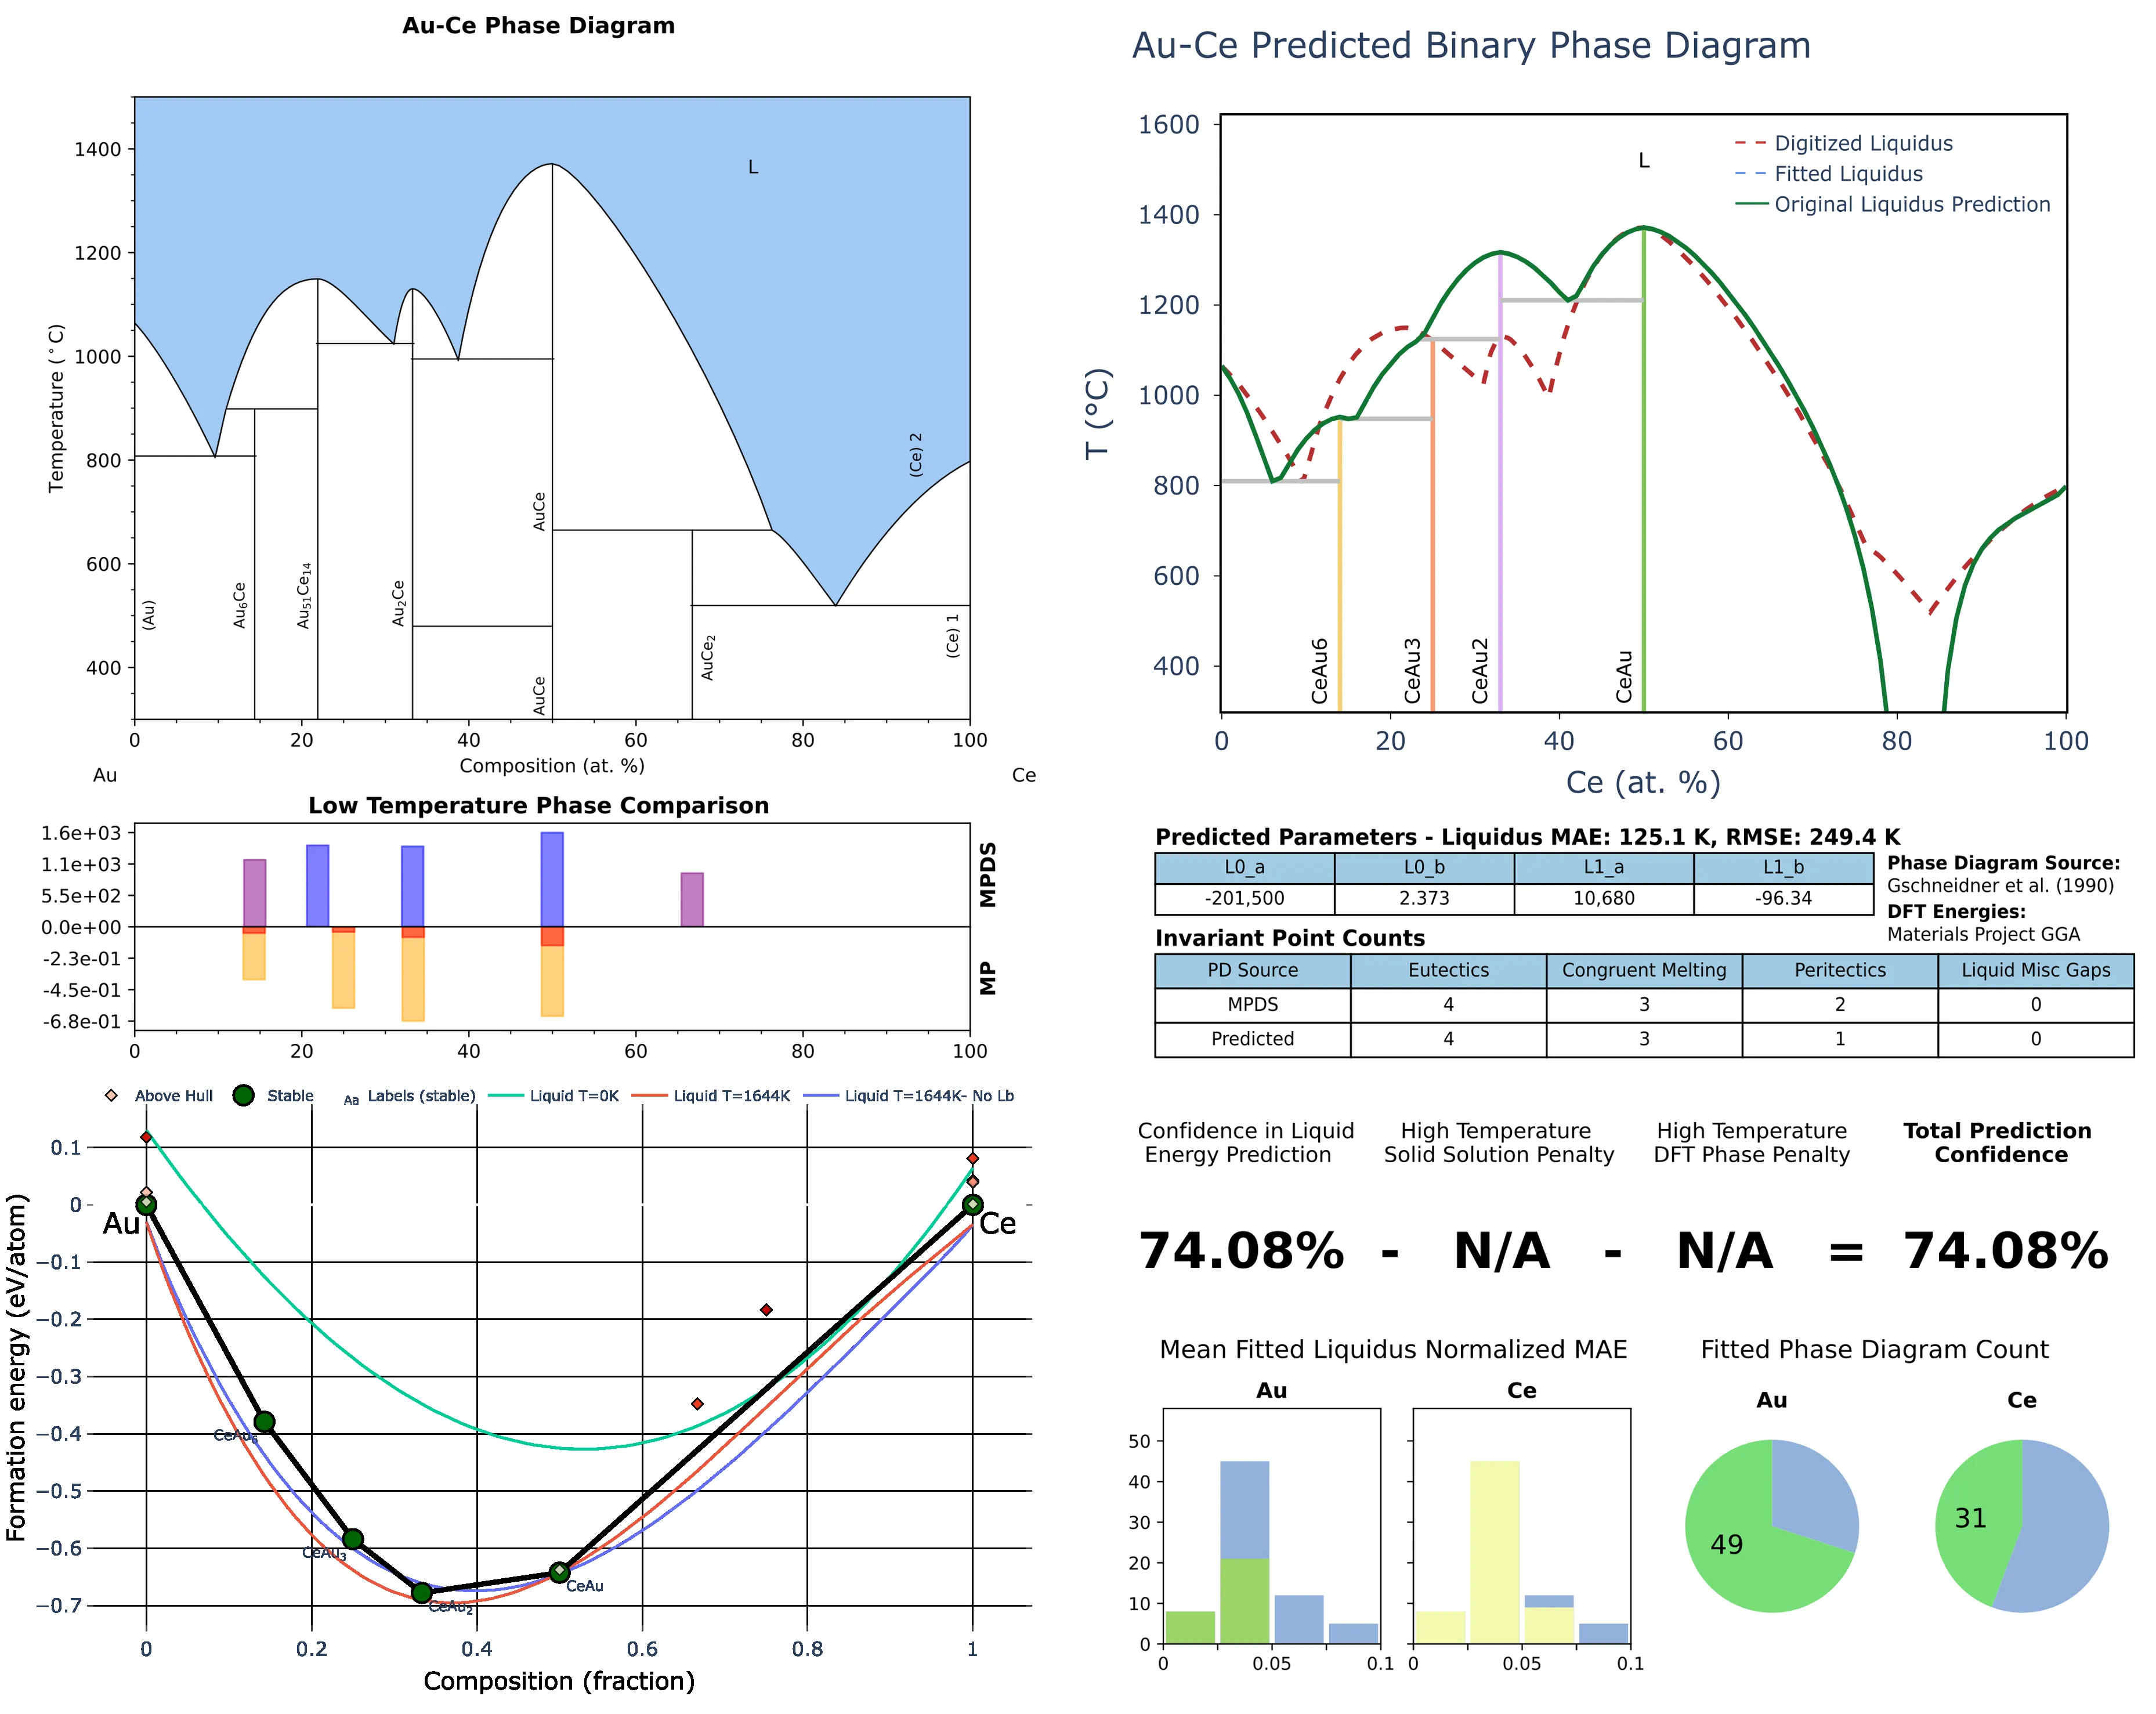 Au-Ce Phase Diagram
1400
1200
1000
800
600
400
Temperature (°C)
L
(Ce) 2
AuCe
(Au)
Au₆Ce
Au₅₁Ce₁₄
Au₂Ce
AuCe
AuCe₂
(Ce) 1
0 20 40 60 80 100
Composition (at. %)
Au Ce
Low Temperature Phase Comparison
1.6e+03
1.1e+03
5.5e+02
0.0e+00
-2.3e-01
-4.5e-01
-6.8e-01
MPDS
MP
0 20 40 60 80 100
Above Hull Stable Aa Labels (stable) Liquid T=0K Liquid T=1644K Liquid T=1644K- No Lb
0.1
0
−0.1
−0.2
−0.3
−0.4
−0.5
−0.6
−0.7
Formation energy (eV/atom)
Au
Ce
CeAu₆
CeAu₃
CeAu₂
CeAu
0 0.2 0.4 0.6 0.8 1
Composition (fraction)
Au-Ce Predicted Binary Phase Diagram
1600
1400
1200
1000
800
600
400
T (°C)
L
Digitized Liquidus
Fitted Liquidus
Original Liquidus Prediction
CeAu6
CeAu3
CeAu2
CeAu
0 20 40 60 80 100
Ce (at. %)
Predicted Parameters - Liquidus MAE: 125.1 K, RMSE: 249.4 K
L0_a L0_b L1_a L1_b
-201,500 2.373 10,680 -96.34
Phase Diagram Source:
Gschneidner et al. (1990)
DFT Energies:
Materials Project GGA
Invariant Point Counts
PD Source Eutectics Congruent Melting Peritectics Liquid Misc Gaps
MPDS 4 3 2 0
Predicted 4 3 1 0
Confidence in Liquid
Energy Prediction
High Temperature
Solid Solution Penalty
High Temperature
DFT Phase Penalty
Total Prediction
Confidence
74.08% - N/A - N/A = 74.08%
Mean Fitted Liquidus Normalized MAE
Au
Ce
50
40
30
20
10
0
0 0.05 0.1
0 0.05 0.1
Fitted Phase Diagram Count
Au
Ce
49
31